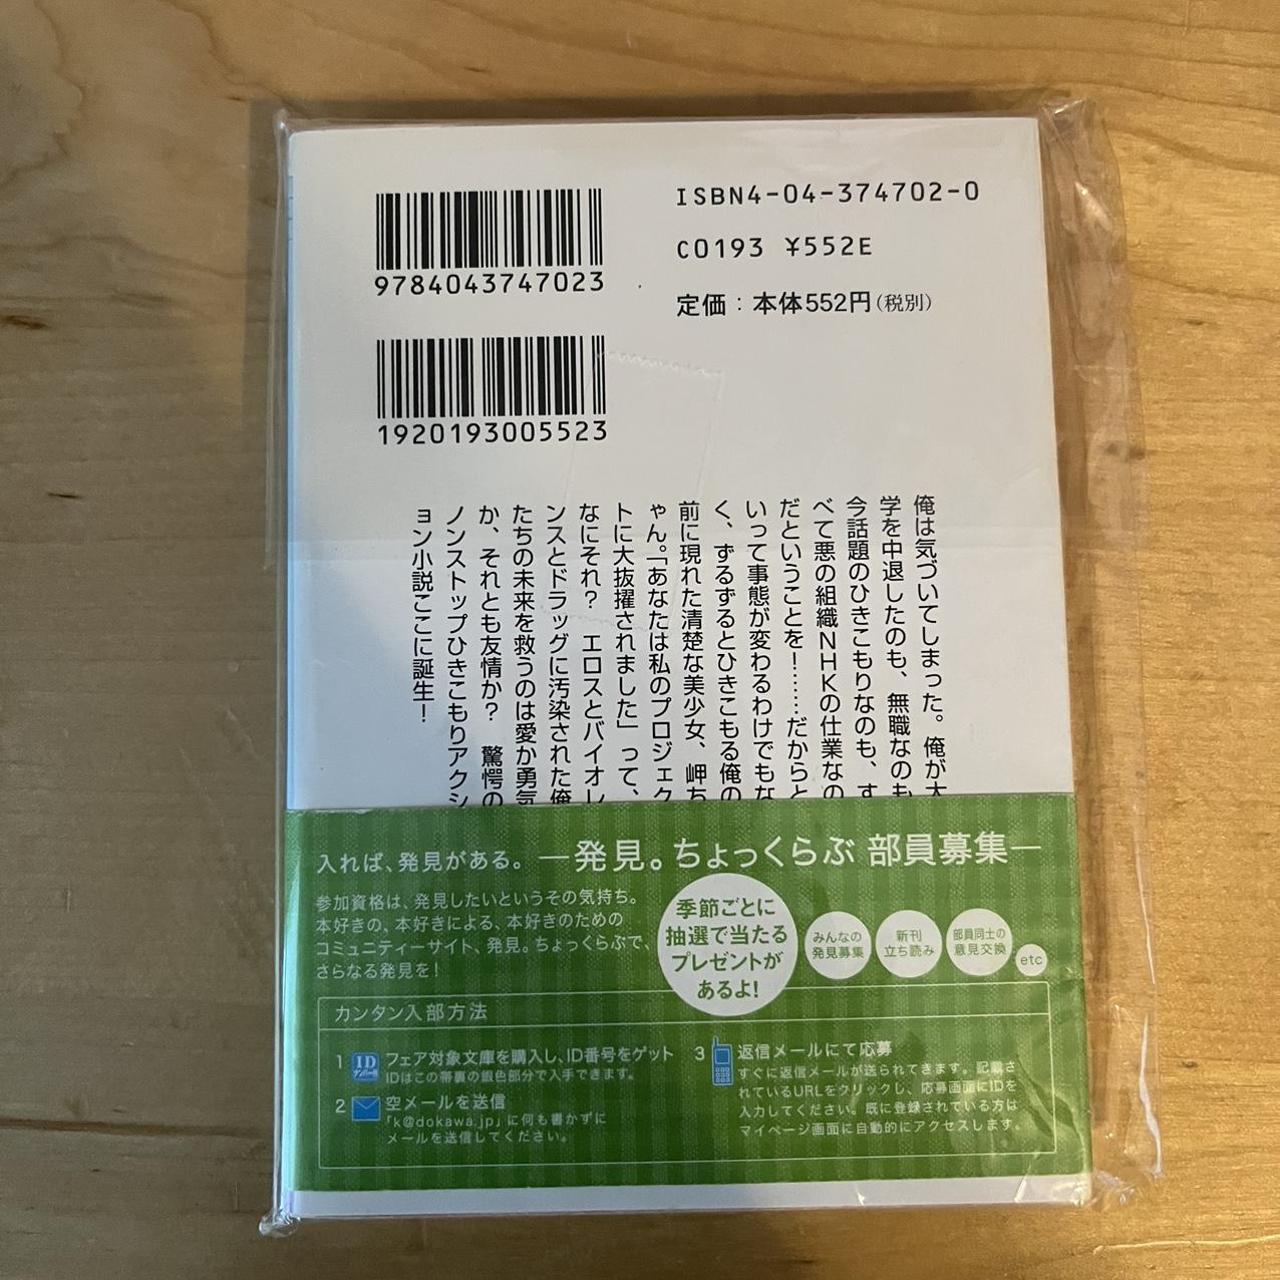 9784043747023
ISBN4-04-374702-0
C0193 ¥552E
定価：本体552円（税別）
1920193005523
俺は気づいてしまった。俺が大
学を中退したのも、無職なのも
今話題のひきこもりなのも、す
べて悪の組織NHKの仕業なの
だということを！……だからと
いって事態が変わるわけでもな
く、ずるずるとひきこもる俺の
前に現れた清楚な美少女、岬ち
ゃん。「あなたは私のプロジェク
トに大抜擢されました」って、
なにそれ？　エロスとバイオレ
ンスとドラッグに汚染された俺
たちの未来を救うのは愛か勇気
か、それとも友情か？　驚愕の
ノンストップひきこもりアクシ
ョン小説ここに誕生！
入れば、発見がある。 —発見。ちょっくらぶ 部員募集—
参加資格は、発見したいというその気持ち。
本好きの、本好きによる、本好きのための
コミュニティーサイト、発見。ちょっくらぶで、
さらなる発見を！
季節ごとに
抽選で当たる
プレゼントが
あるよ！
みんなの
発見募集
新刊
立ち読み
部員同士の
意見交換
etc
カンタン入部方法
1 ID ナンバー付 フェア対象文庫を購入し、ID番号をゲット
IDはこの帯裏の銀色部分で入手できます。
2 空メールを送信
「k@dokawa.jp」に何も書かずに
メールを送信してください。
3 返信メールにて応募
すぐに返信メールが送られてきます。記載さ
れているURLをクリックし、応募画面にIDを
入力してください。既に登録されている方は
マイページ画面に自動的にアクセスします。